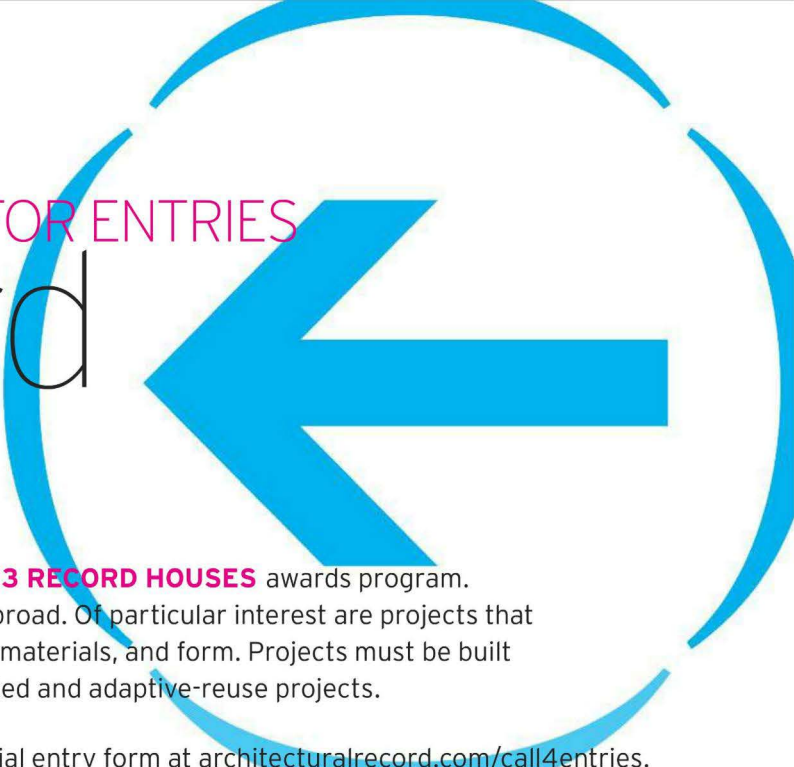 OR ENTRIES
d
3 RECORD HOUSES awards program.
road. Of particular interest are projects that
materials, and form. Projects must be built
ed and adaptive-reuse projects.
ial entry form at architecturalrecord.com/call4entries.